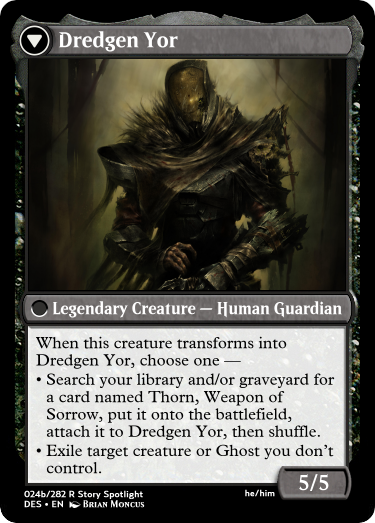 Dredgen Yor
Legendary Creature — Human Guardian
When this creature transforms into
Dredgen Yor, choose one —
• Search your library and/or graveyard for
a card named Thorn, Weapon of
Sorrow, put it onto the battlefield,
attach it to Dredgen Yor, then shuffle.
• Exile target creature or Ghost you don't
control.
5/5
024b/282 R Story Spotlight
he/him
DES • EN Brian Moncus